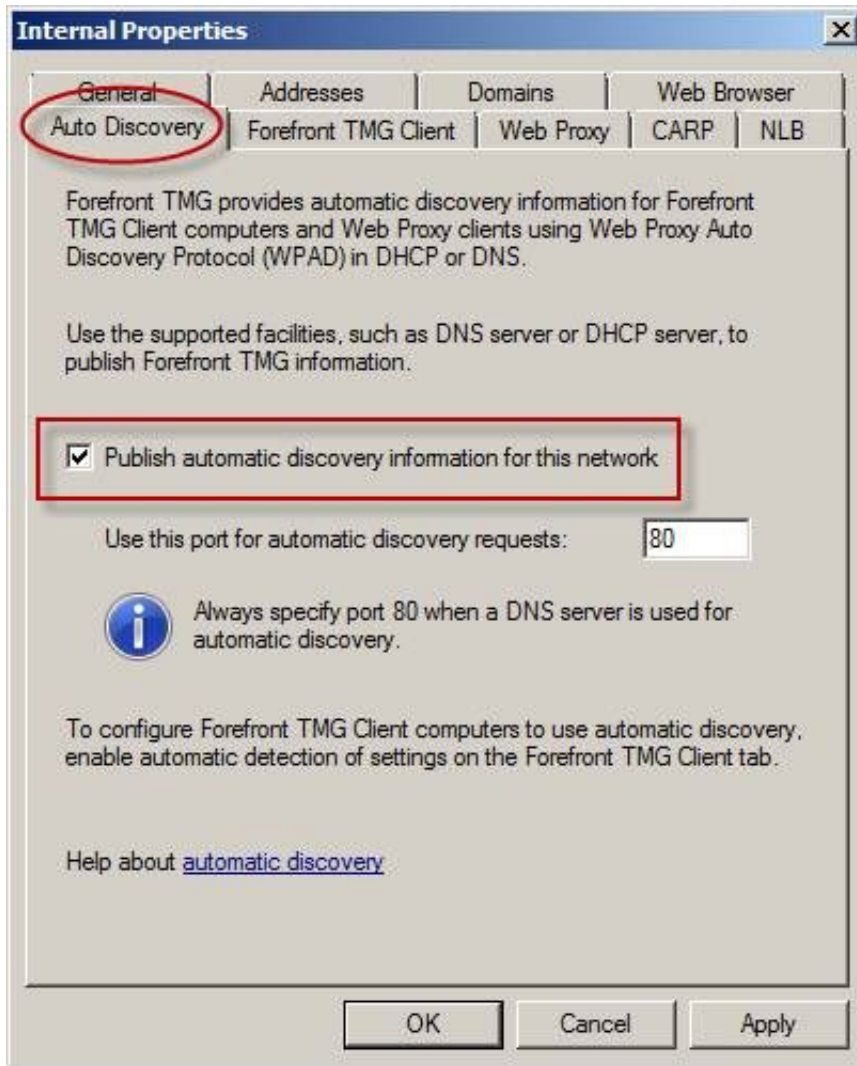 Internal Properties
General Addresses Domains Web Browser
Auto Discovery Forefront TMG Client Web Proxy CARP NLB
Forefront TMG provides automatic discovery information for Forefront
TMG Client computers and Web Proxy clients using Web Proxy Auto
Discovery Protocol (WPAD) in DHCP or DNS.
Use the supported facilities, such as DNS server or DHCP server, to
publish Forefront TMG information.
Publish automatic discovery information for this network
Use this port for automatic discovery requests: 80
Always specify port 80 when a DNS server is used for
automatic discovery.
To configure Forefront TMG Client computers to use automatic discovery,
enable automatic detection of settings on the Forefront TMG Client tab.
Help about automatic discovery
OK Cancel Apply